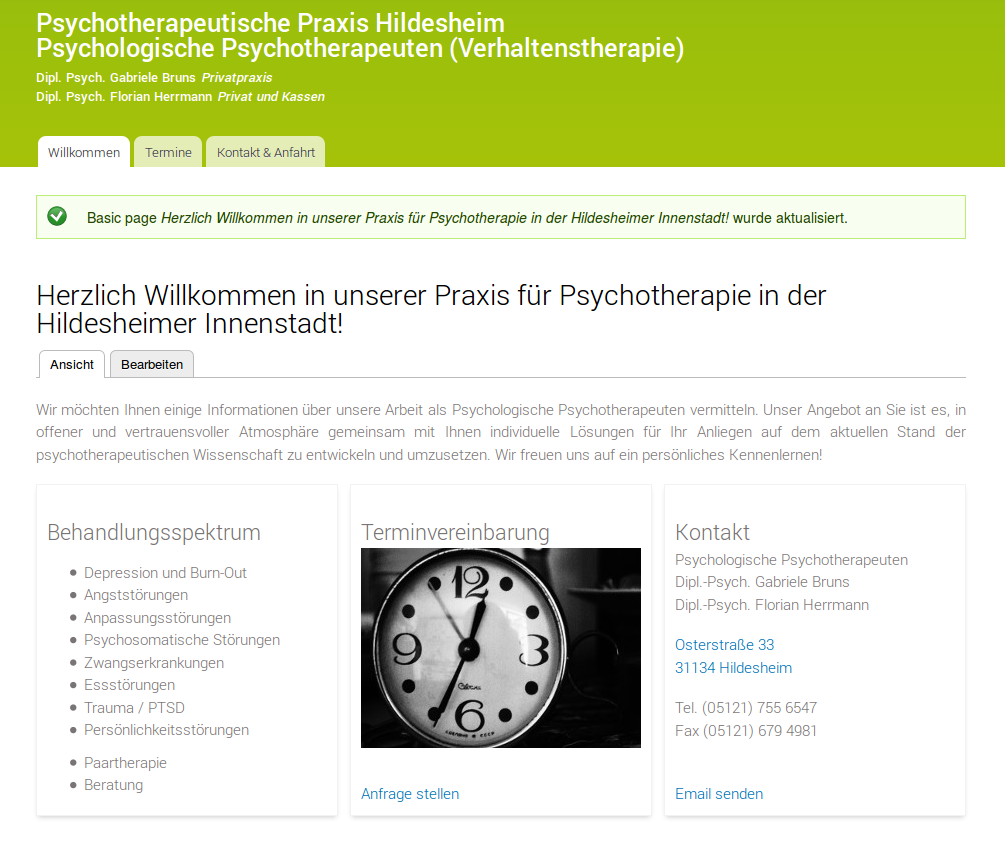 Psychotherapeutische Praxis Hildesheim
Psychologische Psychotherapeuten (Verhaltenstherapie)
Dipl. Psych. Gabriele Bruns Privatpraxis
Dipl. Psych. Florian Herrmann Privat und Kassen
Willkommen
Termine
Kontakt & Anfahrt
Basic page Herzlich Willkommen in unserer Praxis für Psychotherapie in der Hildesheimer Innenstadt! wurde aktualisiert.
Herzlich Willkommen in unserer Praxis für Psychotherapie in der
Hildesheimer Innenstadt!
Ansicht
Bearbeiten
Wir möchten Ihnen einige Informationen über unsere Arbeit als Psychologische Psychotherapeuten vermitteln. Unser Angebot an Sie ist es, in
offener und vertrauensvoller Atmosphäre gemeinsam mit Ihnen individuelle Lösungen für Ihr Anliegen auf dem aktuellen Stand der
psychotherapeutischen Wissenschaft zu entwickeln und umzusetzen. Wir freuen uns auf ein persönliches Kennenlernen!
Behandlungsspektrum
Depression und Burn-Out
Angststörungen
Anpassungsstörungen
Psychosomatische Störungen
Zwangserkrankungen
Essstörungen
Trauma / PTSD
Persönlichkeitsstörungen
Paartherapie
Beratung
Terminvereinbarung
12
9
3
6
Anfrage stellen
Kontakt
Psychologische Psychotherapeuten
Dipl.-Psych. Gabriele Bruns
Dipl.-Psych. Florian Herrmann
Osterstraße 33
31134 Hildesheim
Tel. (05121) 755 6547
Fax (05121) 679 4981
Email senden